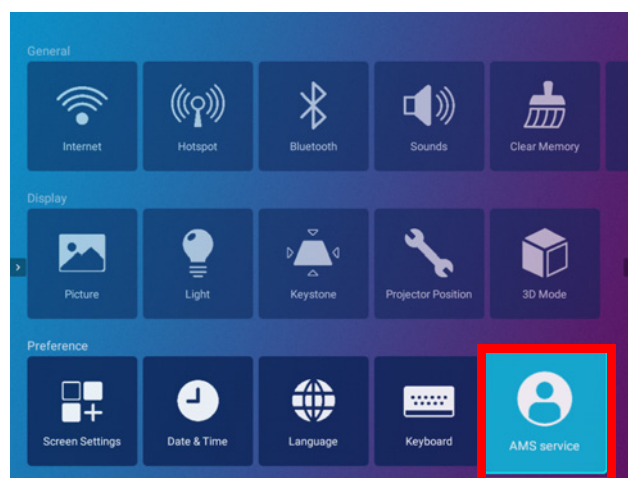 General
Internet Hotspot Bluetooth Sounds Clear Memory
Display
Picture Light Keystone Projector Position 3D Mode
Preference
Screen Settings Date & Time Language Keyboard AMS service